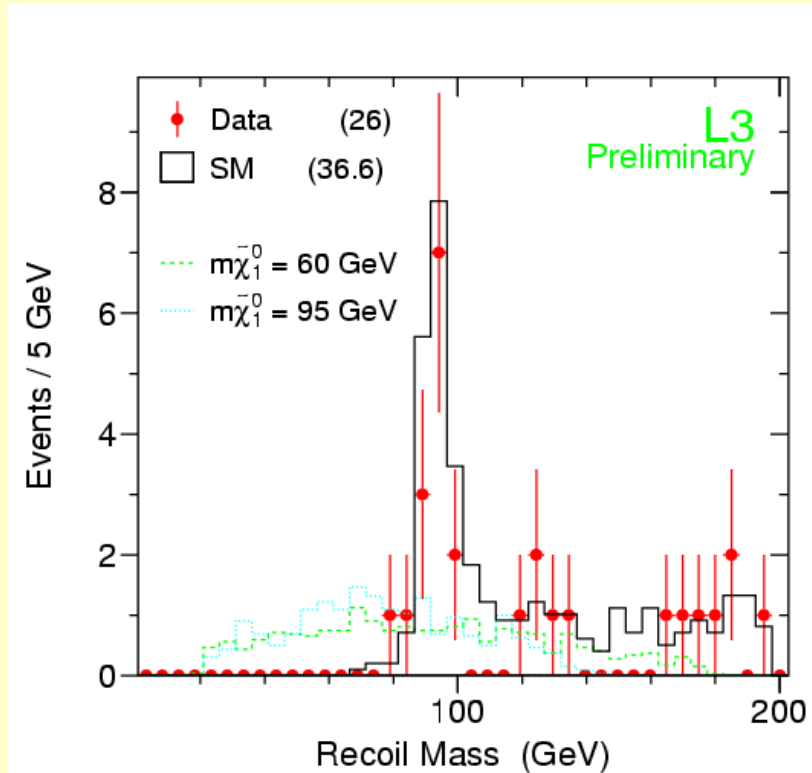 Data (26)
SM (36.6)
L3
Preliminary
mχ̃₁⁰ = 60 GeV
mχ̃₁⁰ = 95 GeV
Events / 5 GeV
8
6
4
2
0
100
200
Recoil Mass (GeV)